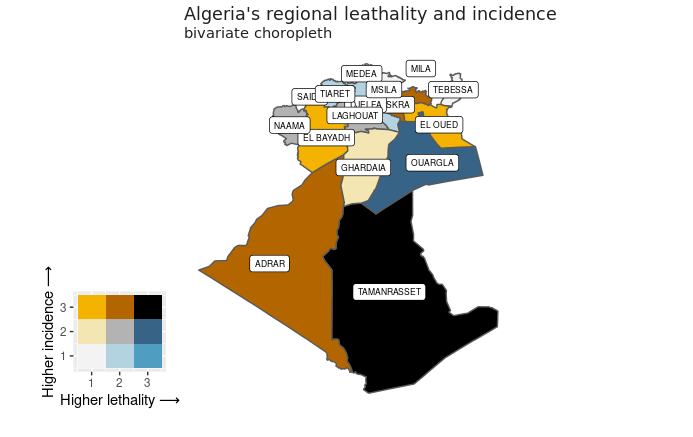 Algeria's regional leathality and incidence
bivariate choropleth
MILA
MEDEA
TIARET
MSILA
TEBESSA
SAID
DJELFA
SKRA
LAGHOUAT
NAAMA
EL OUED
EL BAYADH
OUARGLA
GHARDAIA
ADRAR
TAMANRASSET
Higher incidence ⟶
3
2
1
1 2 3
Higher lethality ⟶